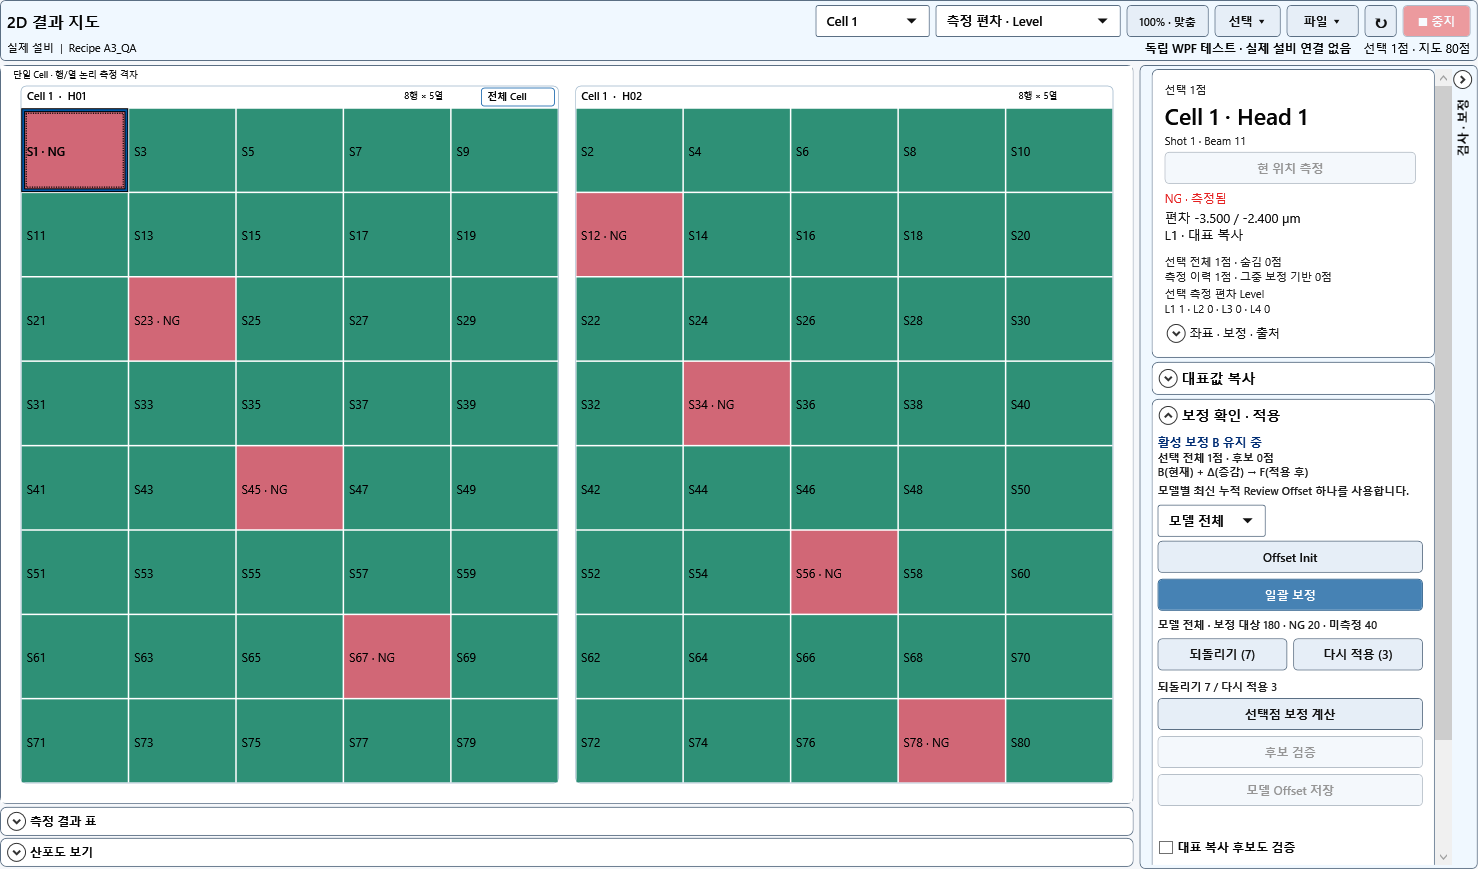 2D 결과 지도
Cell 1
측정 편차 · Level
100% · 맞춤
선택
파일
중지
실제 설비 | Recipe A3_QA
독립 WPF 테스트 · 실제 설비 연결 없음
선택 1점 · 지도 80점
단일 Cell · 행/열 논리 측정 격자
Cell 1 · H01
8행 × 5열
전체 Cell
S1 · NG S3 S5 S7 S9
S11 S13 S15 S17 S19
S21 S23 · NG S25 S27 S29
S31 S33 S35 S37 S39
S41 S43 S45 · NG S47 S49
S51 S53 S55 S57 S59
S61 S63 S65 S67 · NG S69
S71 S73 S75 S77 S79
Cell 1 · H02
8행 × 5열
S2 S4 S6 S8 S10
S12 · NG S14 S16 S18 S20
S22 S24 S26 S28 S30
S32 S34 · NG S36 S38 S40
S42 S44 S46 S48 S50
S52 S54 S56 · NG S58 S60
S62 S64 S66 S68 S70
S72 S74 S76 S78 · NG S80
측정 결과 표
산포도 보기
선택 1점
Cell 1 · Head 1
Shot 1 · Beam 11
현 위치 측정
NG · 측정됨
편차 -3.500 / -2.400 µm
L1 · 대표 복사
선택 전체 1점 · 숨김 0점
측정 이력 1점 · 그중 보정 기반 0점
선택 측정 편차 Level
L1 1 · L2 0 · L3 0 · L4 0
좌표 · 보정 · 출처
대표값 복사
보정 확인 · 적용
활성 보정 B 유지 중
선택 전체 1점 · 후보 0점
B(현재) + Δ(증감) → F(적용 후)
모델별 최신 누적 Review Offset 하나를 사용합니다.
모델 전체
Offset Init
일괄 보정
모델 전체 · 보정 대상 180 · NG 20 · 미측정 40
되돌리기 (7)
다시 적용 (3)
되돌리기 7 / 다시 적용 3
선택점 보정 계산
후보 검증
모델 Offset 저장
대표 복사 후보도 검증
검사 · 보정